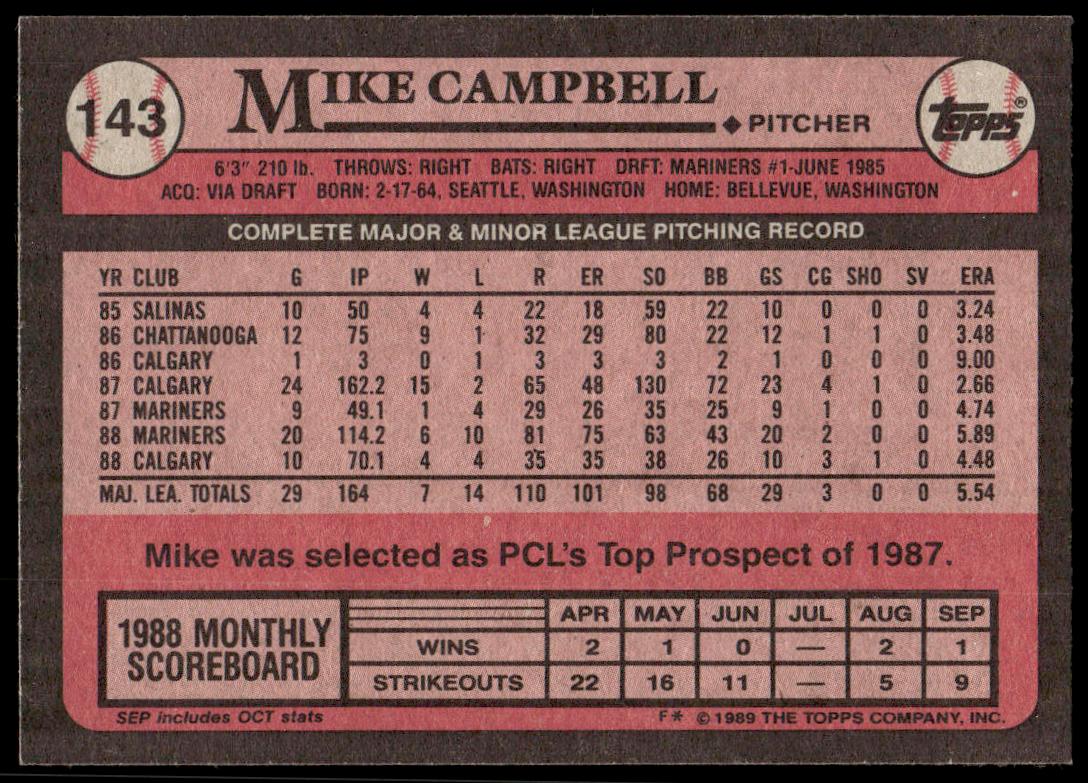 143
MIKE CAMPBELL
◆ PITCHER
Topps®
6'3" 210 lb. THROWS: RIGHT BATS: RIGHT DRFT: MARINERS #1-JUNE 1985
ACQ: VIA DRAFT BORN: 2-17-64, SEATTLE, WASHINGTON HOME: BELLEVUE, WASHINGTON
COMPLETE MAJOR & MINOR LEAGUE PITCHING RECORD
YR CLUB G IP W L R ER SO BB GS CG SHO SV ERA
85 SALINAS 10 50 4 4 22 18 59 22 10 0 0 0 3.24
86 CHATTANOOGA 12 75 9 1 32 29 80 22 12 1 1 0 3.48
86 CALGARY 1 3 0 1 3 3 3 2 1 0 0 0 9.00
87 CALGARY 24 162.2 15 2 65 48 130 72 23 4 1 0 2.66
87 MARINERS 9 49.1 1 4 29 26 35 25 9 1 0 0 4.74
88 MARINERS 20 114.2 6 10 81 75 63 43 20 2 0 0 5.89
88 CALGARY 10 70.1 4 4 35 35 38 26 10 3 1 0 4.48
MAJ. LEA. TOTALS 29 164 7 14 110 101 98 68 29 3 0 0 5.54
Mike was selected as PCL's Top Prospect of 1987.
1988 MONTHLY
SCOREBOARD
APR MAY JUN JUL AUG SEP
WINS 2 1 0 — 2 1
STRIKEOUTS 22 16 11 — 5 9
SEP includes OCT stats
F* © 1989 THE TOPPS COMPANY, INC.